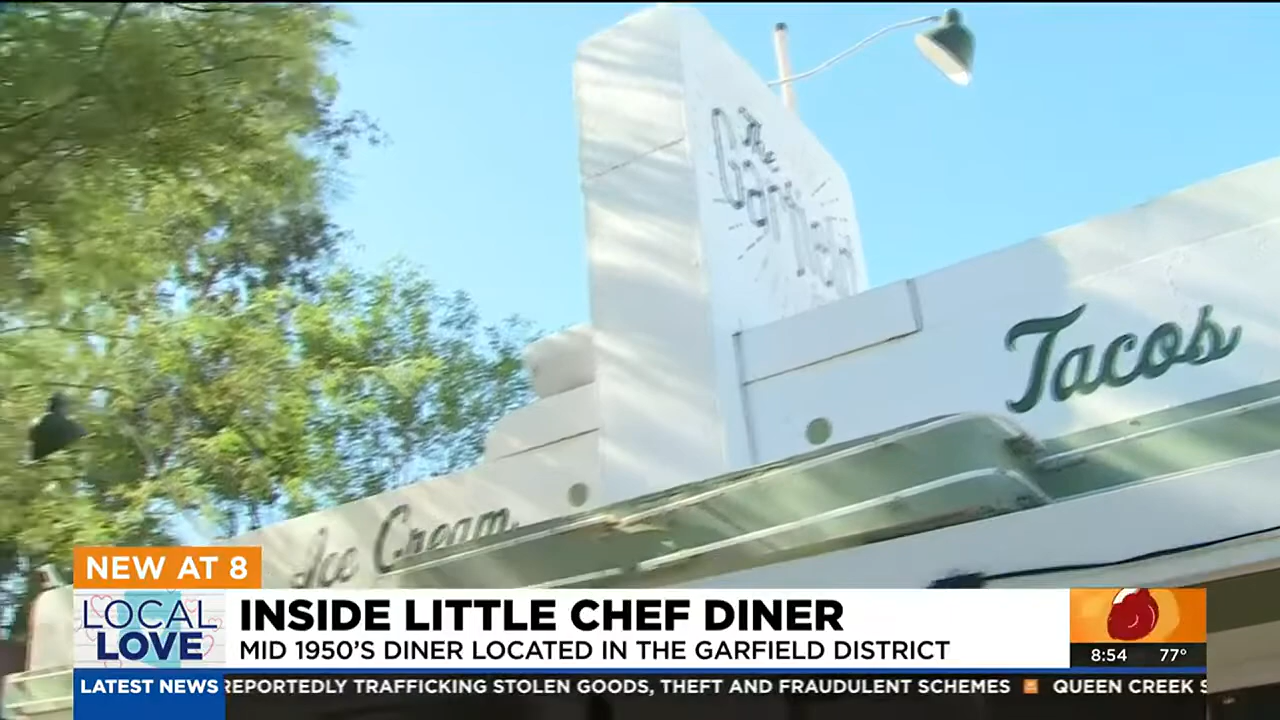 The
Garfield
Tacos
Ice Cream
NEW AT 8
LOCAL
LOVE
INSIDE LITTLE CHEF DINER
MID 1950'S DINER LOCATED IN THE GARFIELD DISTRICT
8:54 77°
LATEST NEWS REPORTEDLY TRAFFICKING STOLEN GOODS, THEFT AND FRAUDULENT SCHEMES QUEEN CREEK